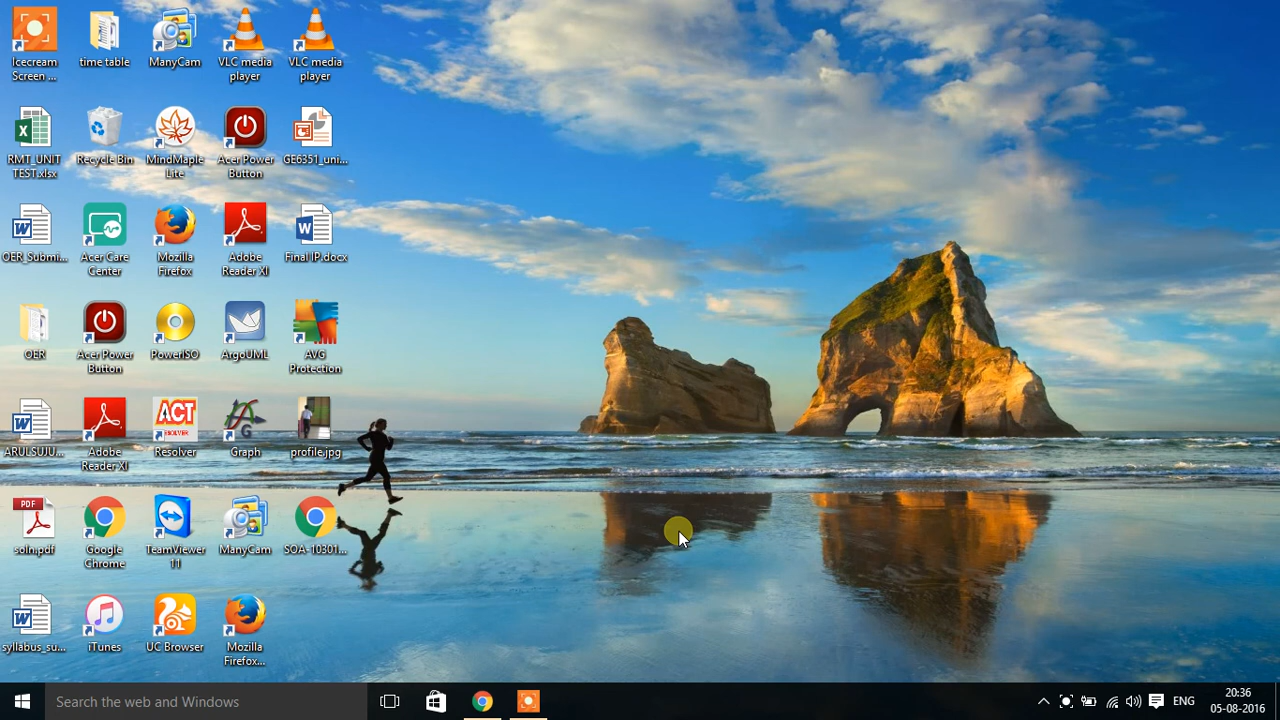 Icecream
Screen ...
time table
ManyCam
VLC media
player
VLC media
player
RMT_UNIT
TEST.xlsx
Recycle Bin
MindMaple
Lite
Acer Power
Button
GE6351_uni...
OER_Submi...
Acer Care
Center
Mozilla
Firefox
Adobe
Reader XI
Final IP.docx
OER
Acer Power
Button
PowerISO
ArgoUML
AVG
Protection
ARULSUJU...
Adobe
Reader XI
ACT
RESOLVER
Resolver
G
Graph
profile.jpg
PDF
soln.pdf
Google
Chrome
TeamViewer
11
ManyCam
SOA-10301...
syllabus_su...
iTunes
UC Browser
Mozilla
Firefox...
Search the web and Windows
ENG
20:36
05-08-2016